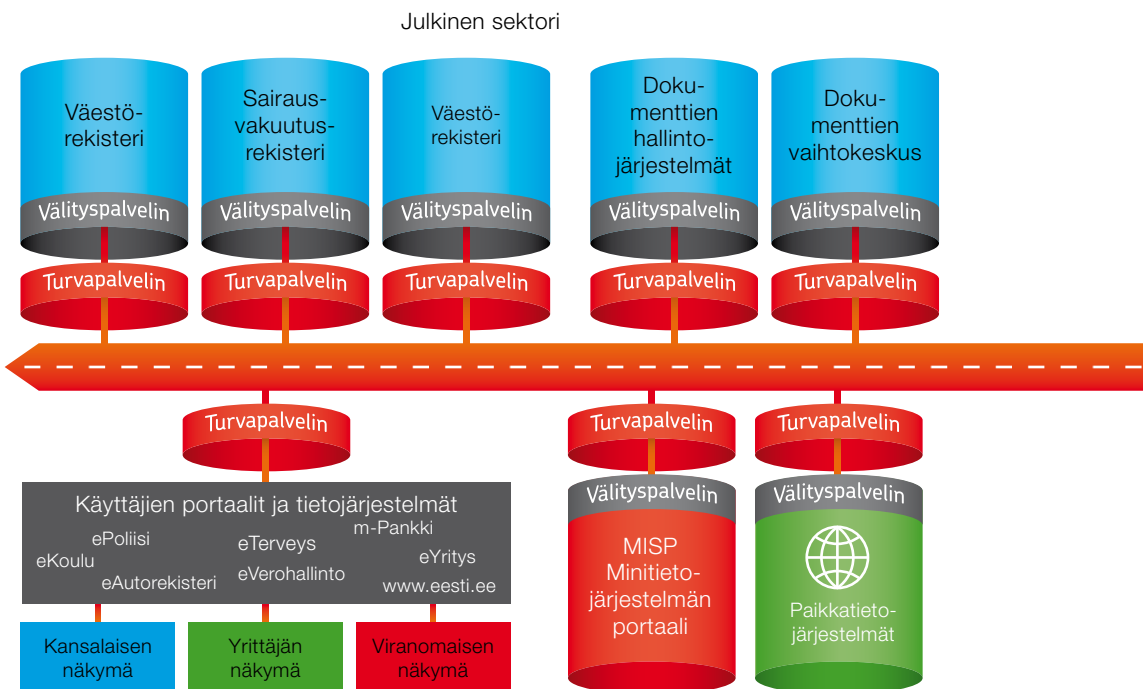 Julkinen sektori
Väestö-
rekisteri
Välityspalvelin
Turvapalvelin
Sairaus-
vakuutus-
rekisteri
Välityspalvelin
Turvapalvelin
Väestö-
rekisteri
Välityspalvelin
Turvapalvelin
Doku-
menttien
hallinto-
järjestelmät
Välityspalvelin
Turvapalvelin
Doku-
menttien
vaihtokeskus
Välityspalvelin
Turvapalvelin
Turvapalvelin
Käyttäjien portaalit ja tietojärjestelmät
ePoliisi
eKoulu
eAutorekisteri
eTerveys
eVerohallinto
m-Pankki
eYritys
www.eesti.ee
Kansalaisen
näkymä
Yrittäjän
näkymä
Viranomaisen
näkymä
Turvapalvelin
Välityspalvelin
MISP
Minitieto-
järjestelmän
portaali
Turvapalvelin
Välityspalvelin
Paikkatieto-
järjestelmät